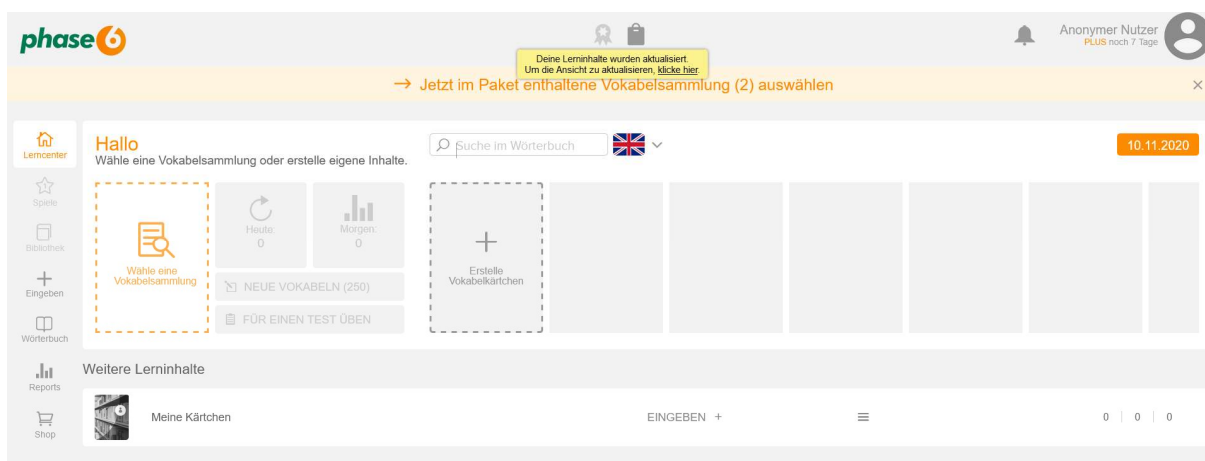 phase6
Anonymer Nutzer
PLUS noch 7 Tage
Deine Lerninhalte wurden aktualisiert.
Um die Ansicht zu aktualisieren, klicke hier.
→ Jetzt im Paket enthaltene Vokabelsammlung (2) auswählen ×
Lerncenter
Spiele
Bibliothek
Eingeben
Wörterbuch
Reports
Shop
Hallo
Wähle eine Vokabelsammlung oder erstelle eigene Inhalte.
Suche im Wörterbuch
10.11.2020
Wähle eine
Vokabelsammlung
Heute:
0
Morgen:
0
NEUE VOKABELN (250)
FÜR EINEN TEST ÜBEN
+
Erstelle
Vokabelkärtchen
Weitere Lerninhalte
Meine Kärtchen EINGEBEN + 0 | 0 | 0